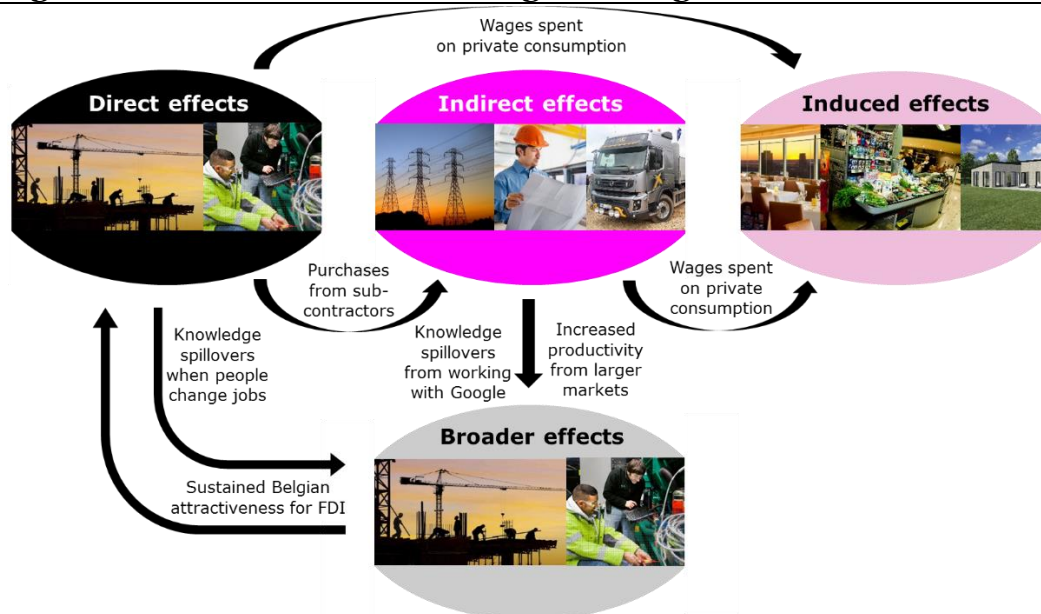 Wages spent
on private consumption
Direct effects
Indirect effects
Induced effects
Purchases
from sub-
contractors
Wages spent
on private
consumption
Knowledge
spillovers
when people
change jobs
Knowledge
spillovers
from working
with Google
Increased
productivity
from larger
markets
Broader effects
Sustained Belgian
attractiveness for FDI